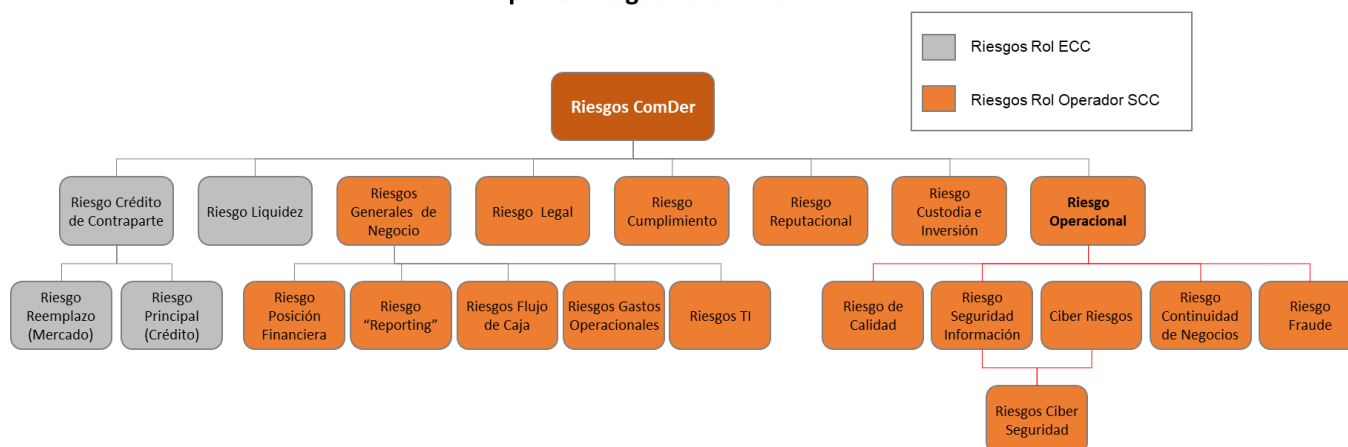 Riesgos Rol ECC
Riesgos Rol Operador SCC
Riesgos ComDer
Riesgo Crédito
de Contraparte
Riesgo Liquidez
Riesgos
Generales de
Negocio
Riesgo Legal
Riesgo
Cumplimiento
Riesgo
Reputacional
Riesgo
Custodia e
Inversión
Riesgo
Operacional
Riesgo
Reemplazo
(Mercado)
Riesgo
Principal
(Crédito)
Riesgo
Posición
Financiera
Riesgo
“Reporting”
Riesgos Flujo
de Caja
Riesgos Gastos
Operacionales
Riesgos TI
Riesgo de
Calidad
Riesgo
Seguridad
Información
Ciber Riesgos
Riesgo
Continuidad
de Negocios
Riesgo
Fraude
Riesgos Ciber
Seguridad